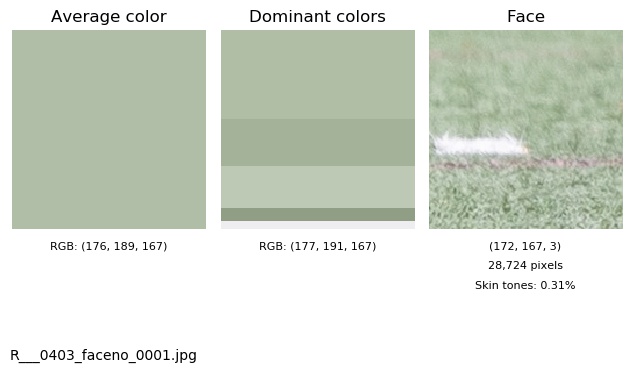 Average color
Dominant colors
Face
RGB: (176, 189, 167)
RGB: (177, 191, 167)
(172, 167, 3)
28,724 pixels
Skin tones: 0.31%
R___0403_faceno_0001.jpg